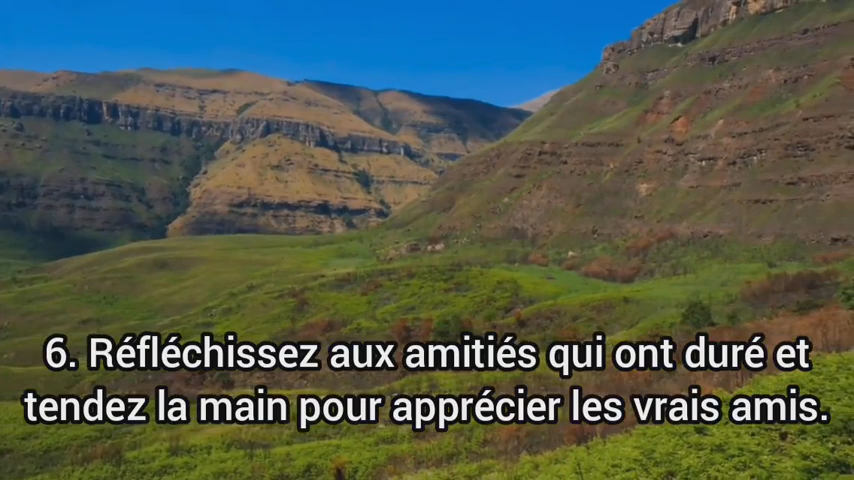 6. Réfléchissez aux amitiés qui ont duré et
tendez la main pour apprécier les vrais amis.